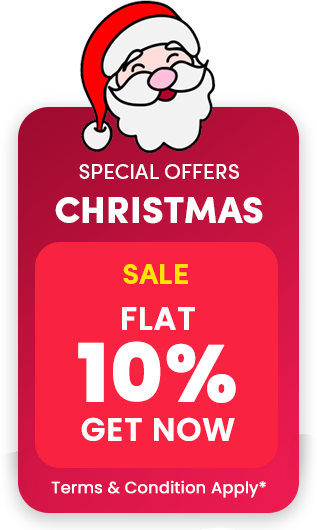 SPECIAL OFFERS
CHRISTMAS
SALE
FLAT
10%
GET NOW
Terms & Condition Apply*